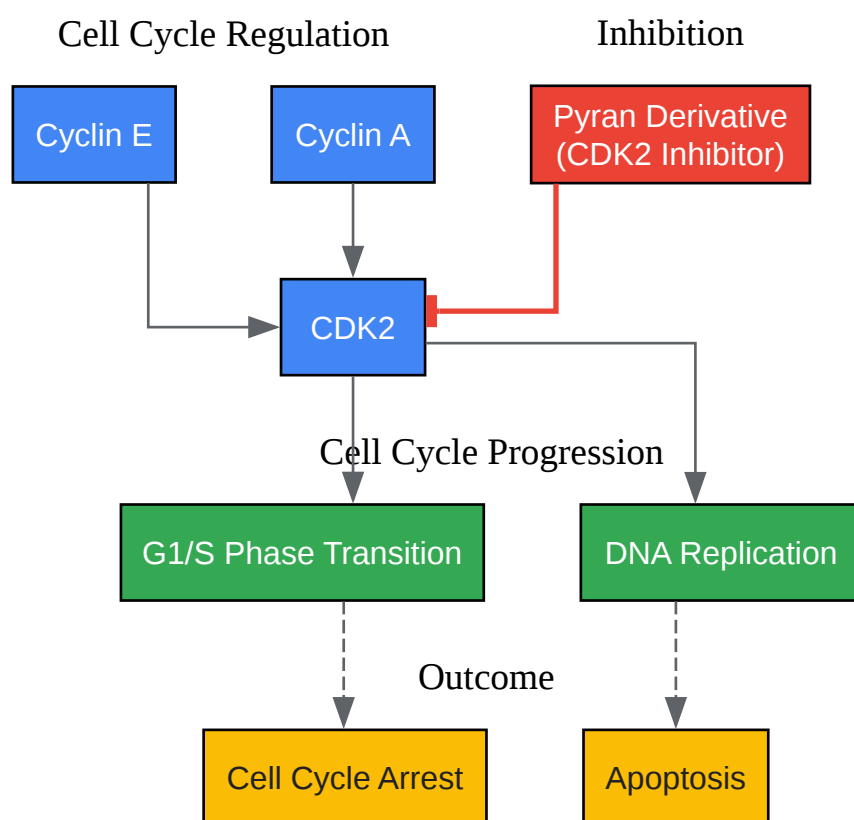 Cell Cycle Regulation
Inhibition
Cyclin E
Cyclin A
Pyran Derivative
(CDK2 Inhibitor)
CDK2
Cell Cycle Progression
G1/S Phase Transition
DNA Replication
Outcome
Cell Cycle Arrest
Apoptosis